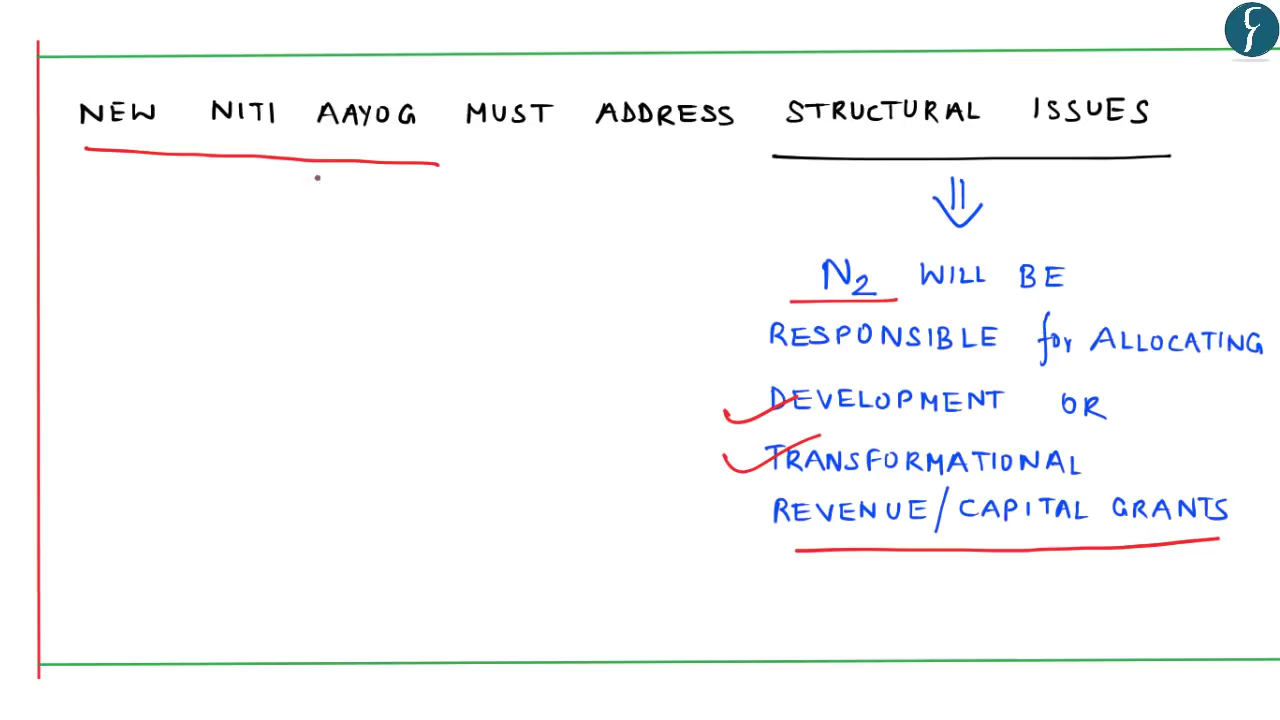 NEW NITI AAYOG MUST ADDRESS STRUCTURAL ISSUES
N2 WILL BE
RESPONSIBLE for ALLOCATING
DEVELOPMENT OR
TRANSFORMATIONAL
REVENUE/CAPITAL GRANTS